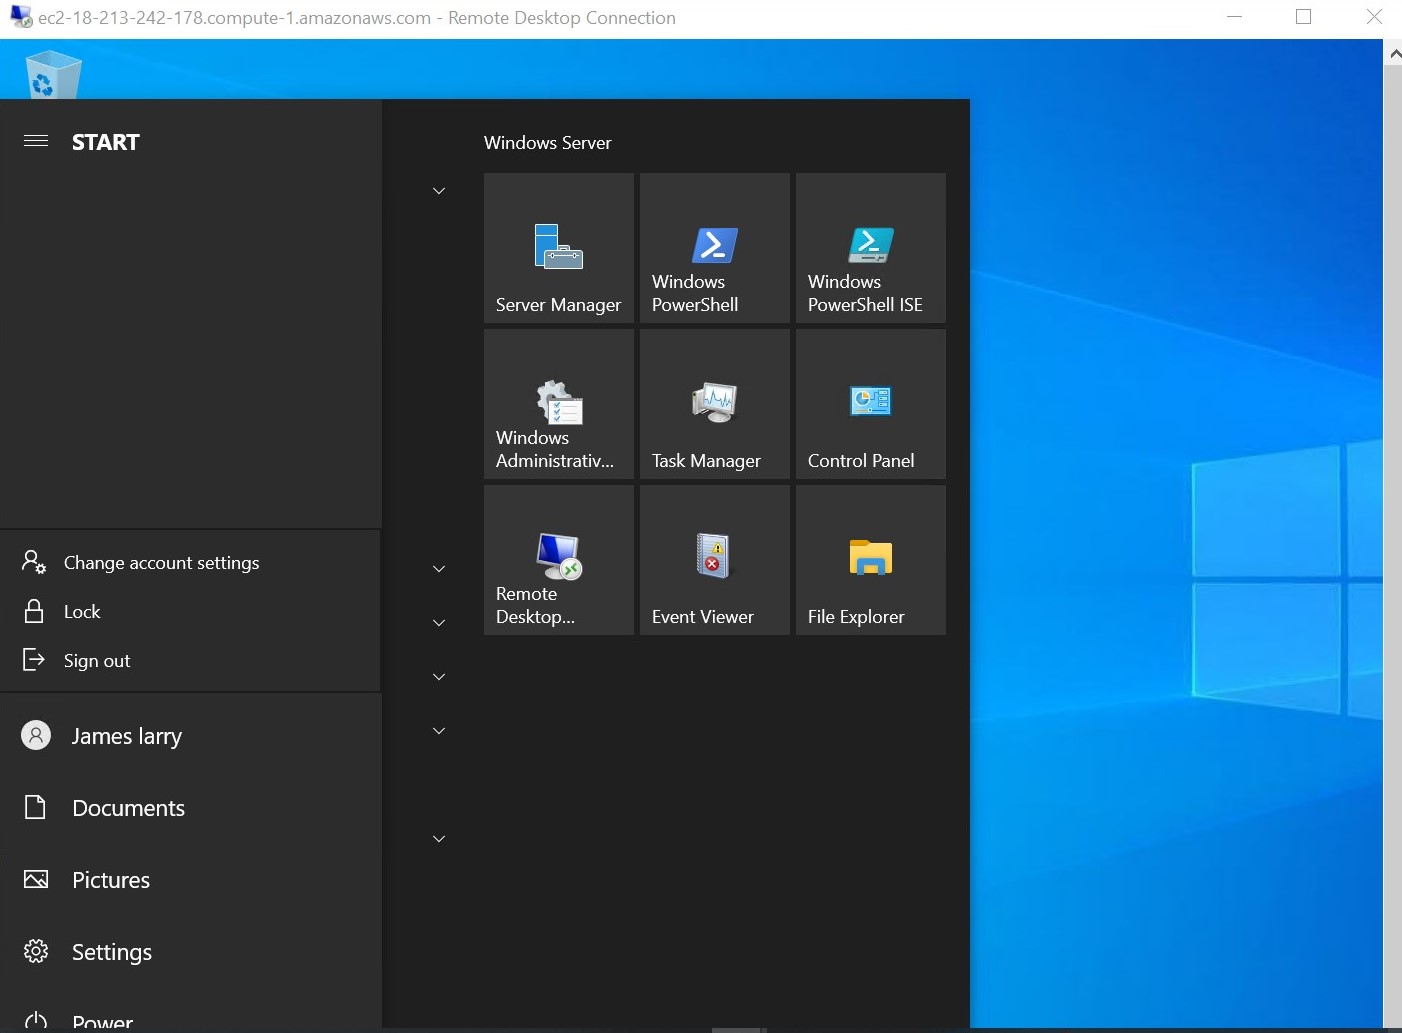 ec2-18-213-242-178.compute-1.amazonaws.com - Remote Desktop Connection
START
Windows Server
Server Manager
Windows
PowerShell
Windows
PowerShell ISE
Windows
Administrativ...
Task Manager
Control Panel
Remote
Desktop...
Event Viewer
File Explorer
Change account settings
Lock
Sign out
James larry
Documents
Pictures
Settings
Power